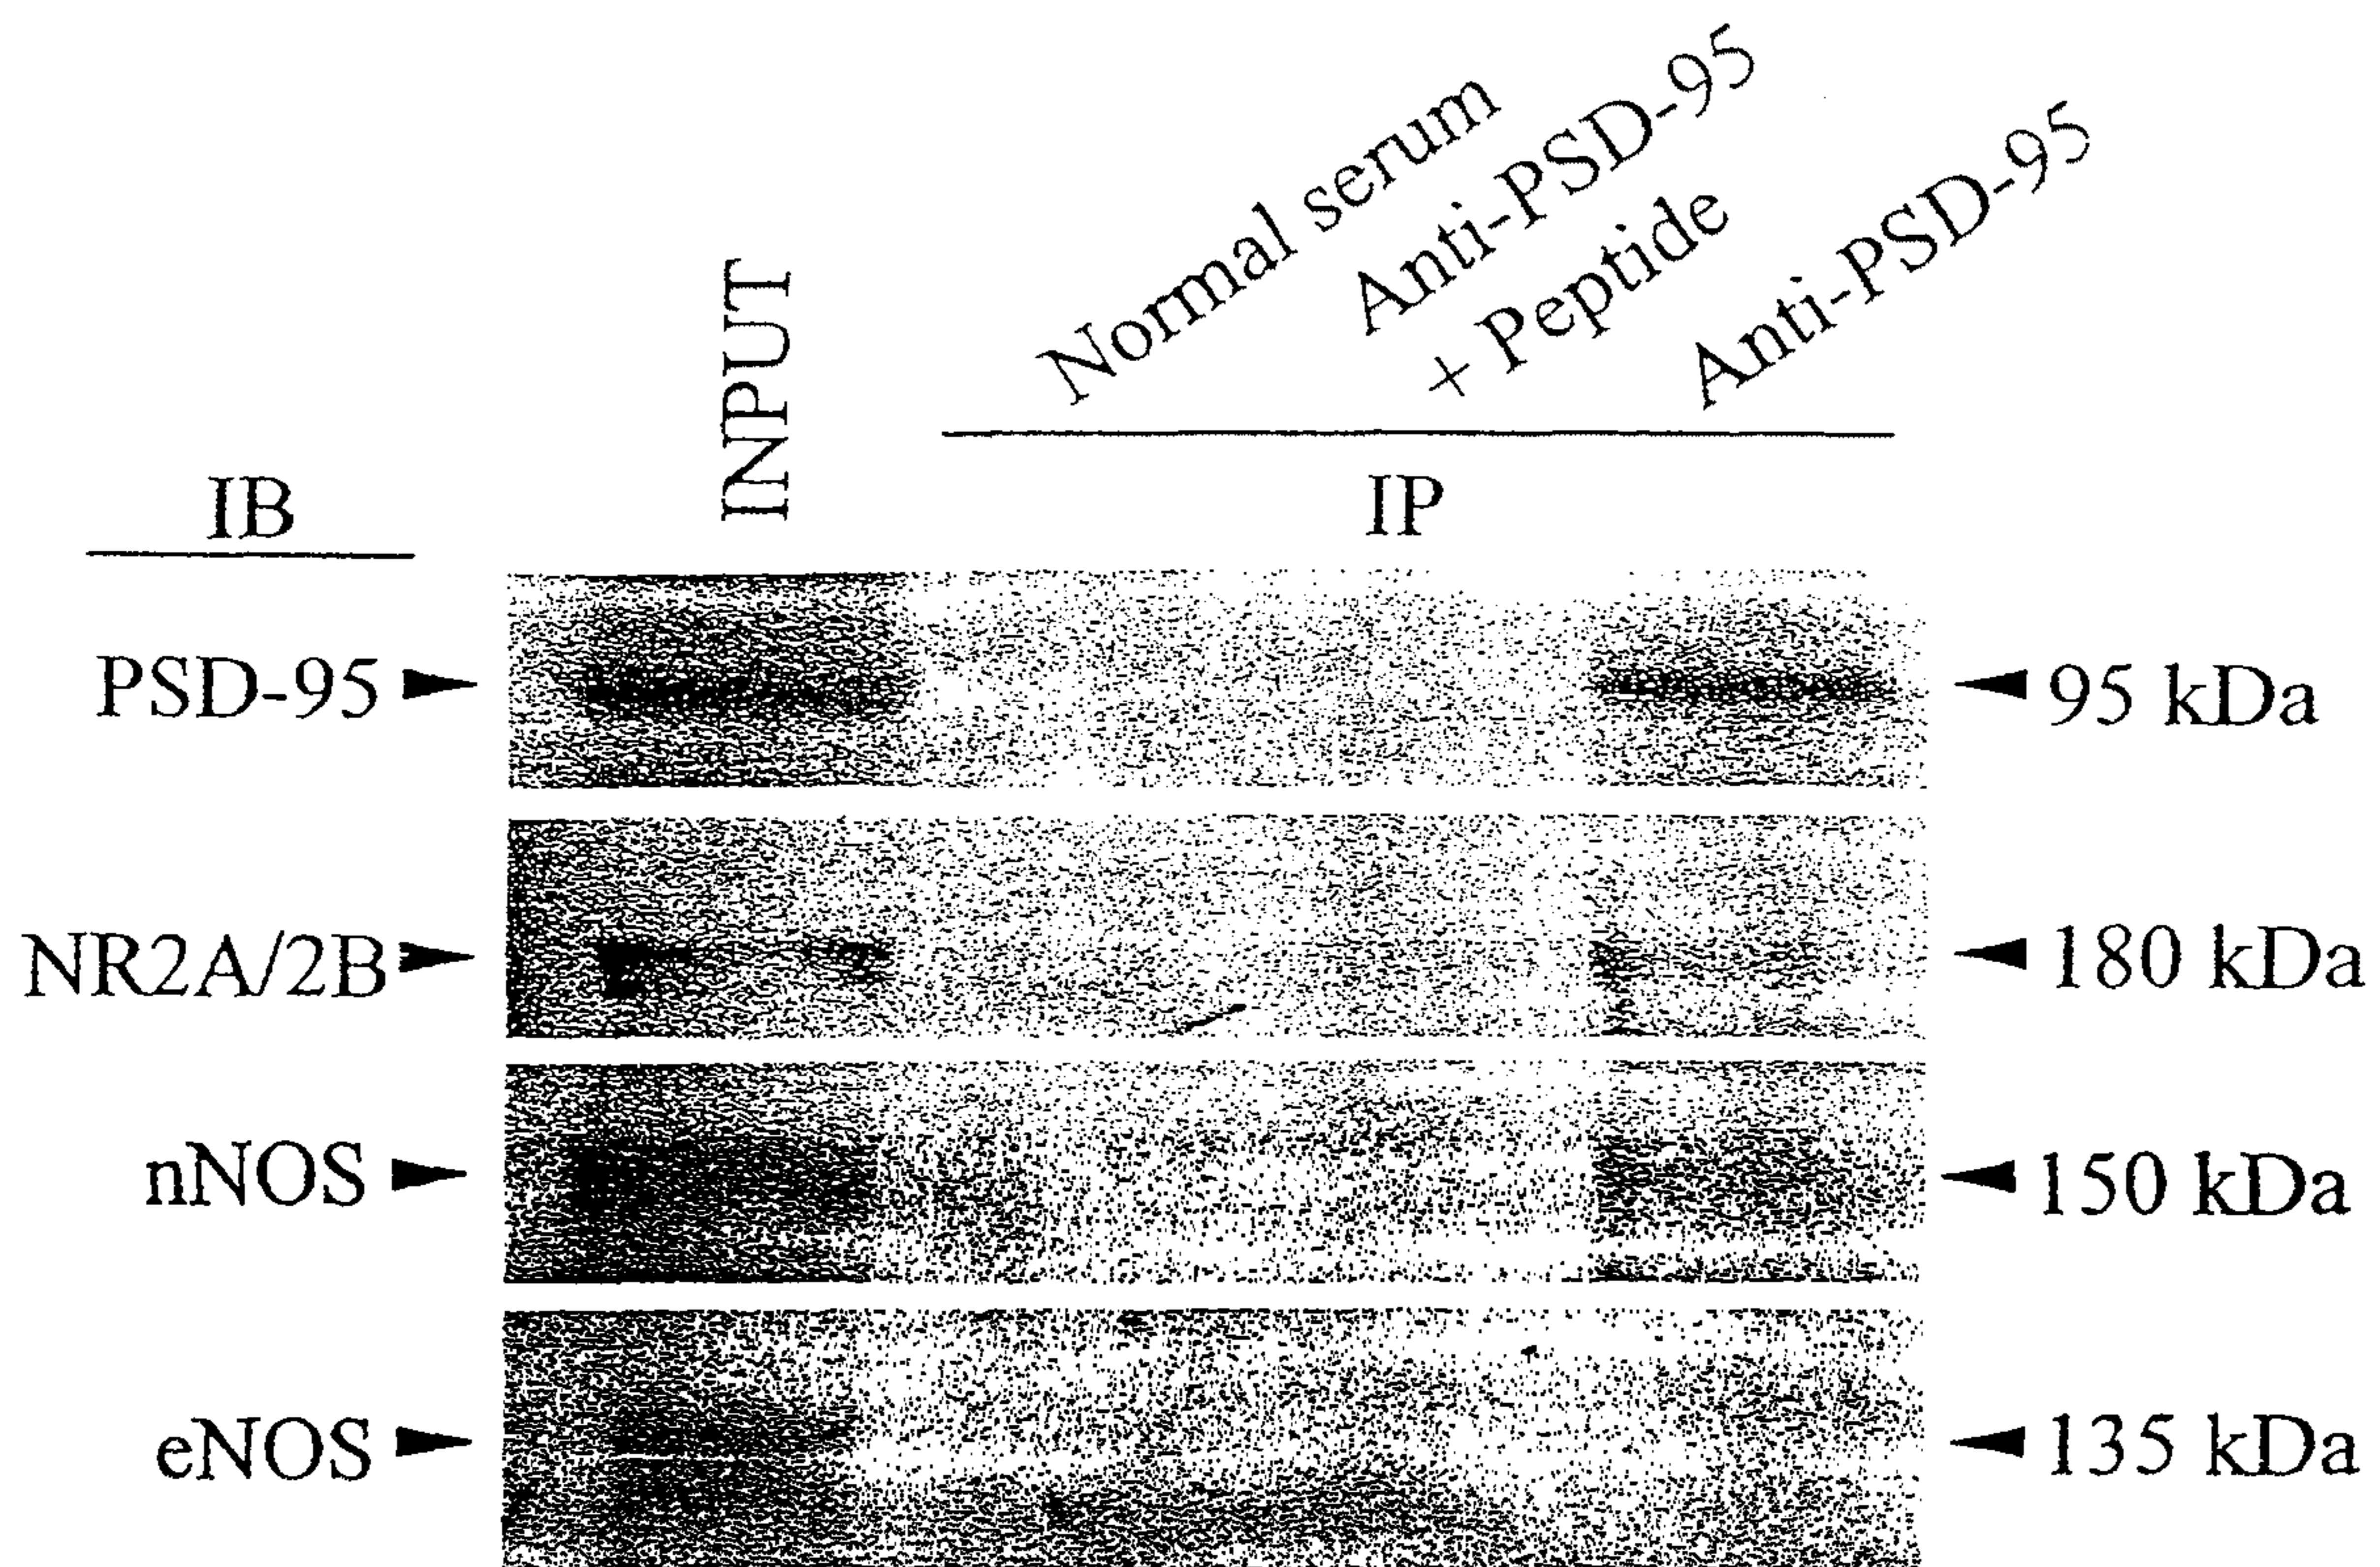 INPUT
Normal serum
Anti-PSD-95
+ Peptide
Anti-PSD-95
IB
IP
PSD-95
95 kDa
NR2A/2B
180 kDa
nNOS
150 kDa
eNOS
135 kDa